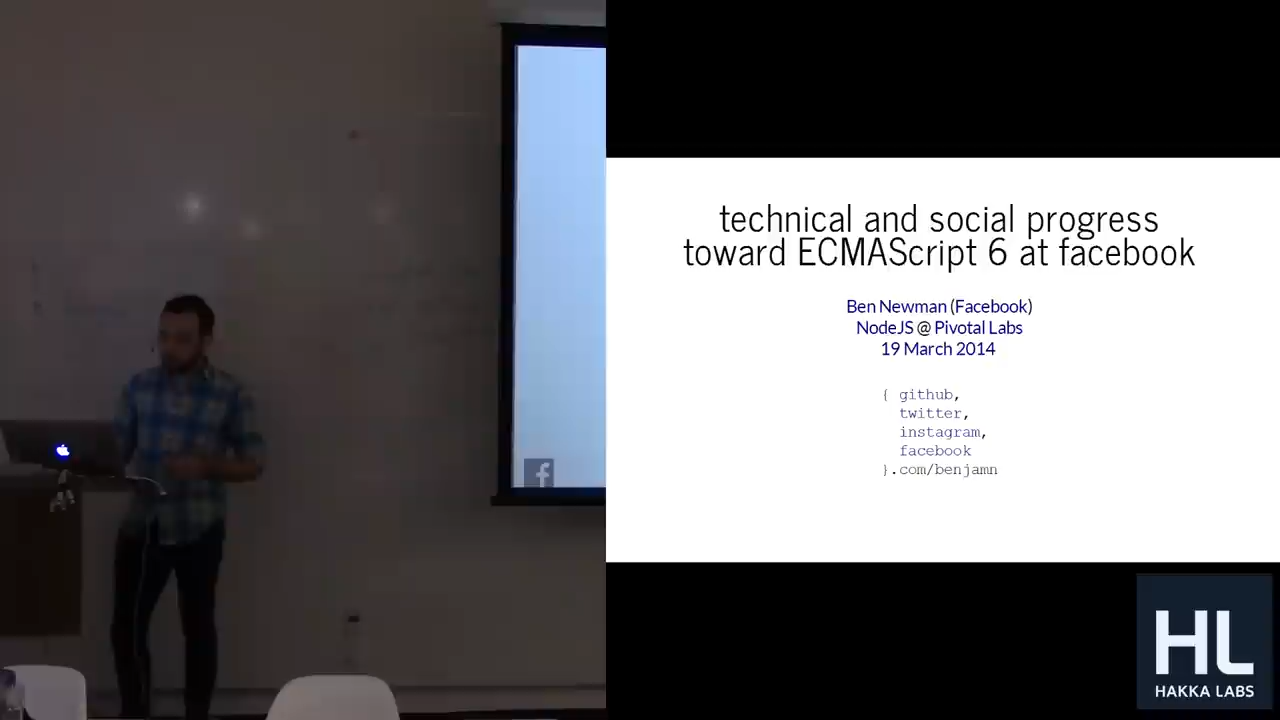 technical and social progress
toward ECMAScript 6 at facebook
Ben Newman (Facebook)
NodeJS @ Pivotal Labs
19 March 2014
{ github,
twitter,
instagram,
facebook
}.com/benjamn
f
HL
HAKKA LABS